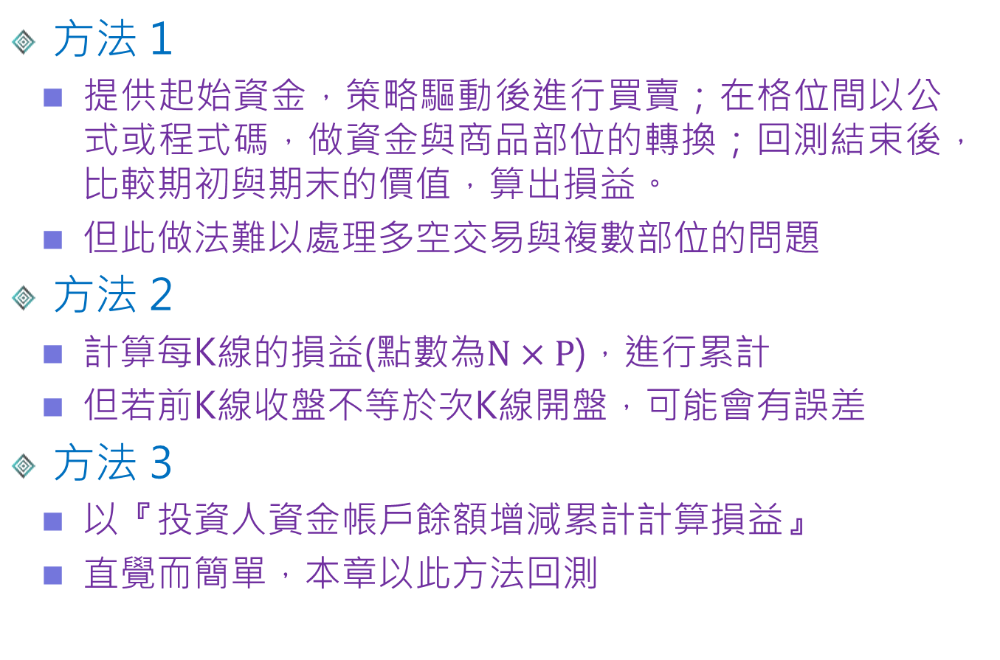 方法 1
提供起始資金，策略驅動後進行買賣；在格位間以公
式或程式碼，做資金與商品部位的轉換；回測結束後，
比較期初與期末的價值，算出損益。
但此做法難以處理多空交易與複數部位的問題
方法 2
計算每K線的損益(點數為N × P)，進行累計
但若前K線收盤不等於次K線開盤，可能會有誤差
方法 3
以『投資人資金帳戶餘額增減累計計算損益』
直覺而簡單，本章以此方法回測